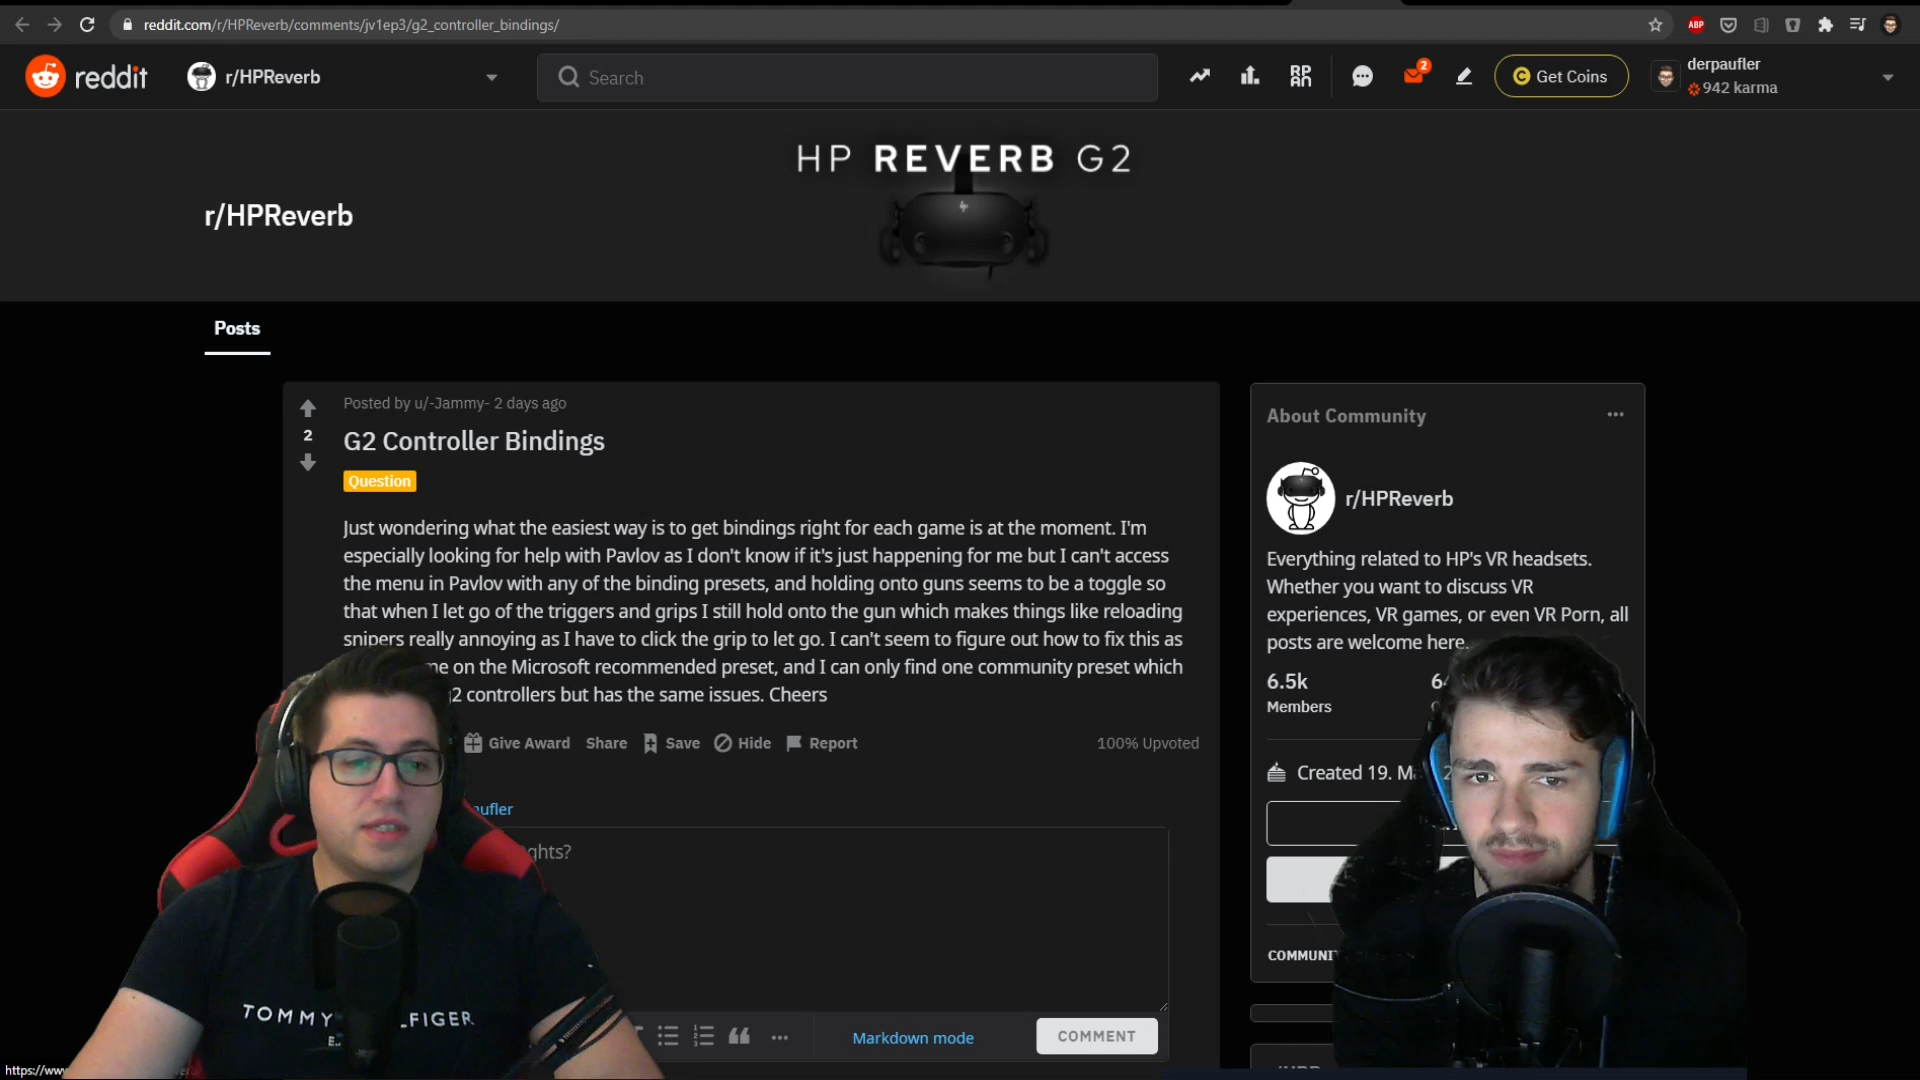 reddit.com/r/HPReverb/comments/jv1ep3/g2_controller_bindings/
ABP
reddit
r/HPReverb
Search
RPAN
2
Get Coins
derpaufler
942 karma
HP REVERB G2
r/HPReverb
Posts
Posted by u/-Jammy- 2 days ago
2
G2 Controller Bindings
Question
Just wondering what the easiest way is to get bindings right for each game is at the moment. I'm
especially looking for help with Pavlov as I don't know if it's just happening for me but I can't access
the menu in Pavlov with any of the binding presets, and holding onto guns seems to be a toggle so
that when I let go of the triggers and grips I still hold onto the gun which makes things like reloading
snipers really annoying as I have to click the grip to let go. I can't seem to figure out how to fix this as
on the Microsoft recommended preset, and I can only find one community preset which
controllers but has the same issues. Cheers
Give Award Share Save Hide Report
100% Upvoted
Markdown mode
COMMENT
About Community
r/HPReverb
Everything related to HP's VR headsets.
Whether you want to discuss VR
experiences, VR games, or even VR Porn, all
posts are welcome here.
6.5k
Members
Created 19.
TOMMY